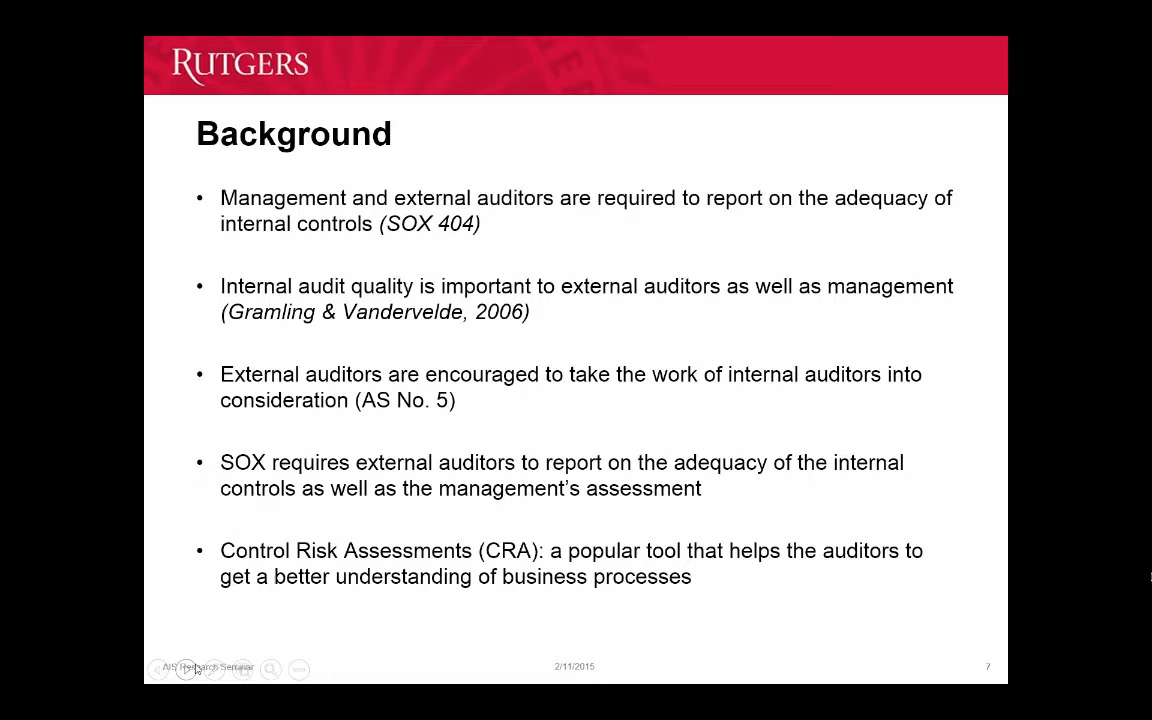 RUTGERS
Background
• Management and external auditors are required to report on the adequacy of
internal controls (SOX 404)
• Internal audit quality is important to external auditors as well as management
(Gramling & Vandervelde, 2006)
• External auditors are encouraged to take the work of internal auditors into
consideration (AS No. 5)
• SOX requires external auditors to report on the adequacy of the internal
controls as well as the management’s assessment
• Control Risk Assessments (CRA): a popular tool that helps the auditors to
get a better understanding of business processes
AIS Research Seminar
2/11/2015
7